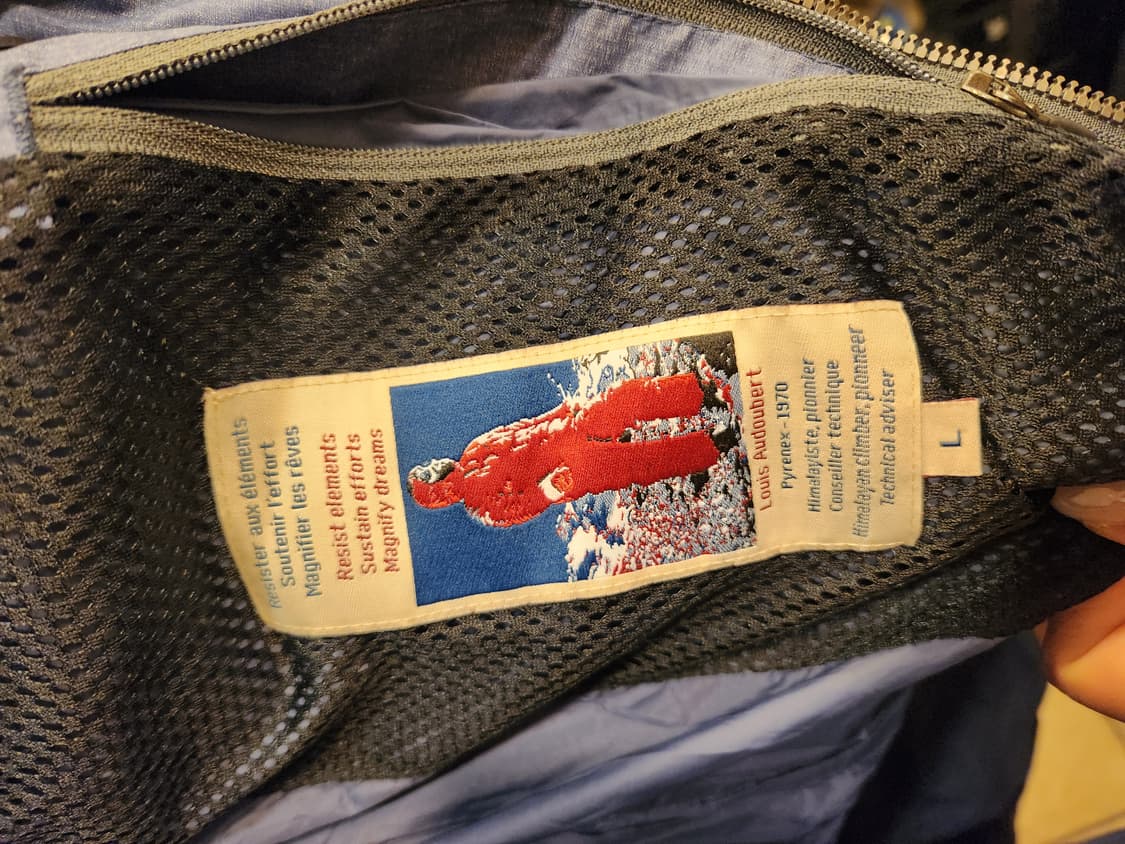 Resister aux éléments
Soutenir l'effort
Magnifier les rêves
Resist elements
Sustain efforts
Magnify dreams
Louis Audoubert
Pyrenex - 1970
Himalayiste, pionnier
Conseiller technique
Himalayan climber, pionneer
Technical adviser
L